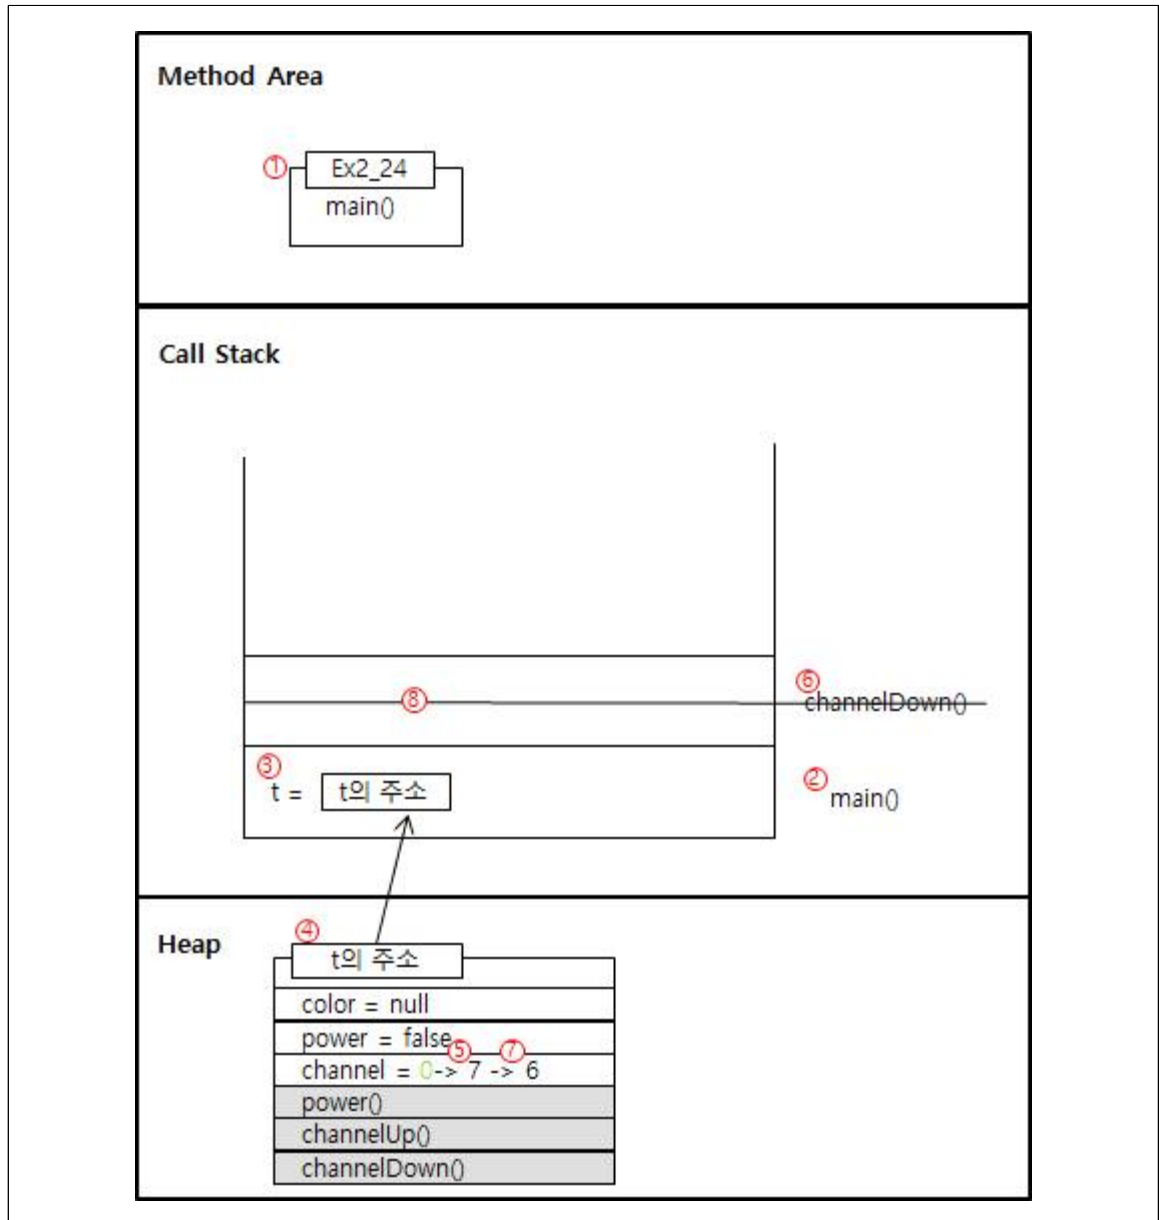 Method Area
① Ex2_24
main()
Call Stack
⑥
channelDown()
⑧
③
t = t의 주소
②
main()
④
Heap
t의 주소
color = null
power = false
⑤ ⑦
channel = 0-> 7 -> 6
power()
channelUp()
channelDown()